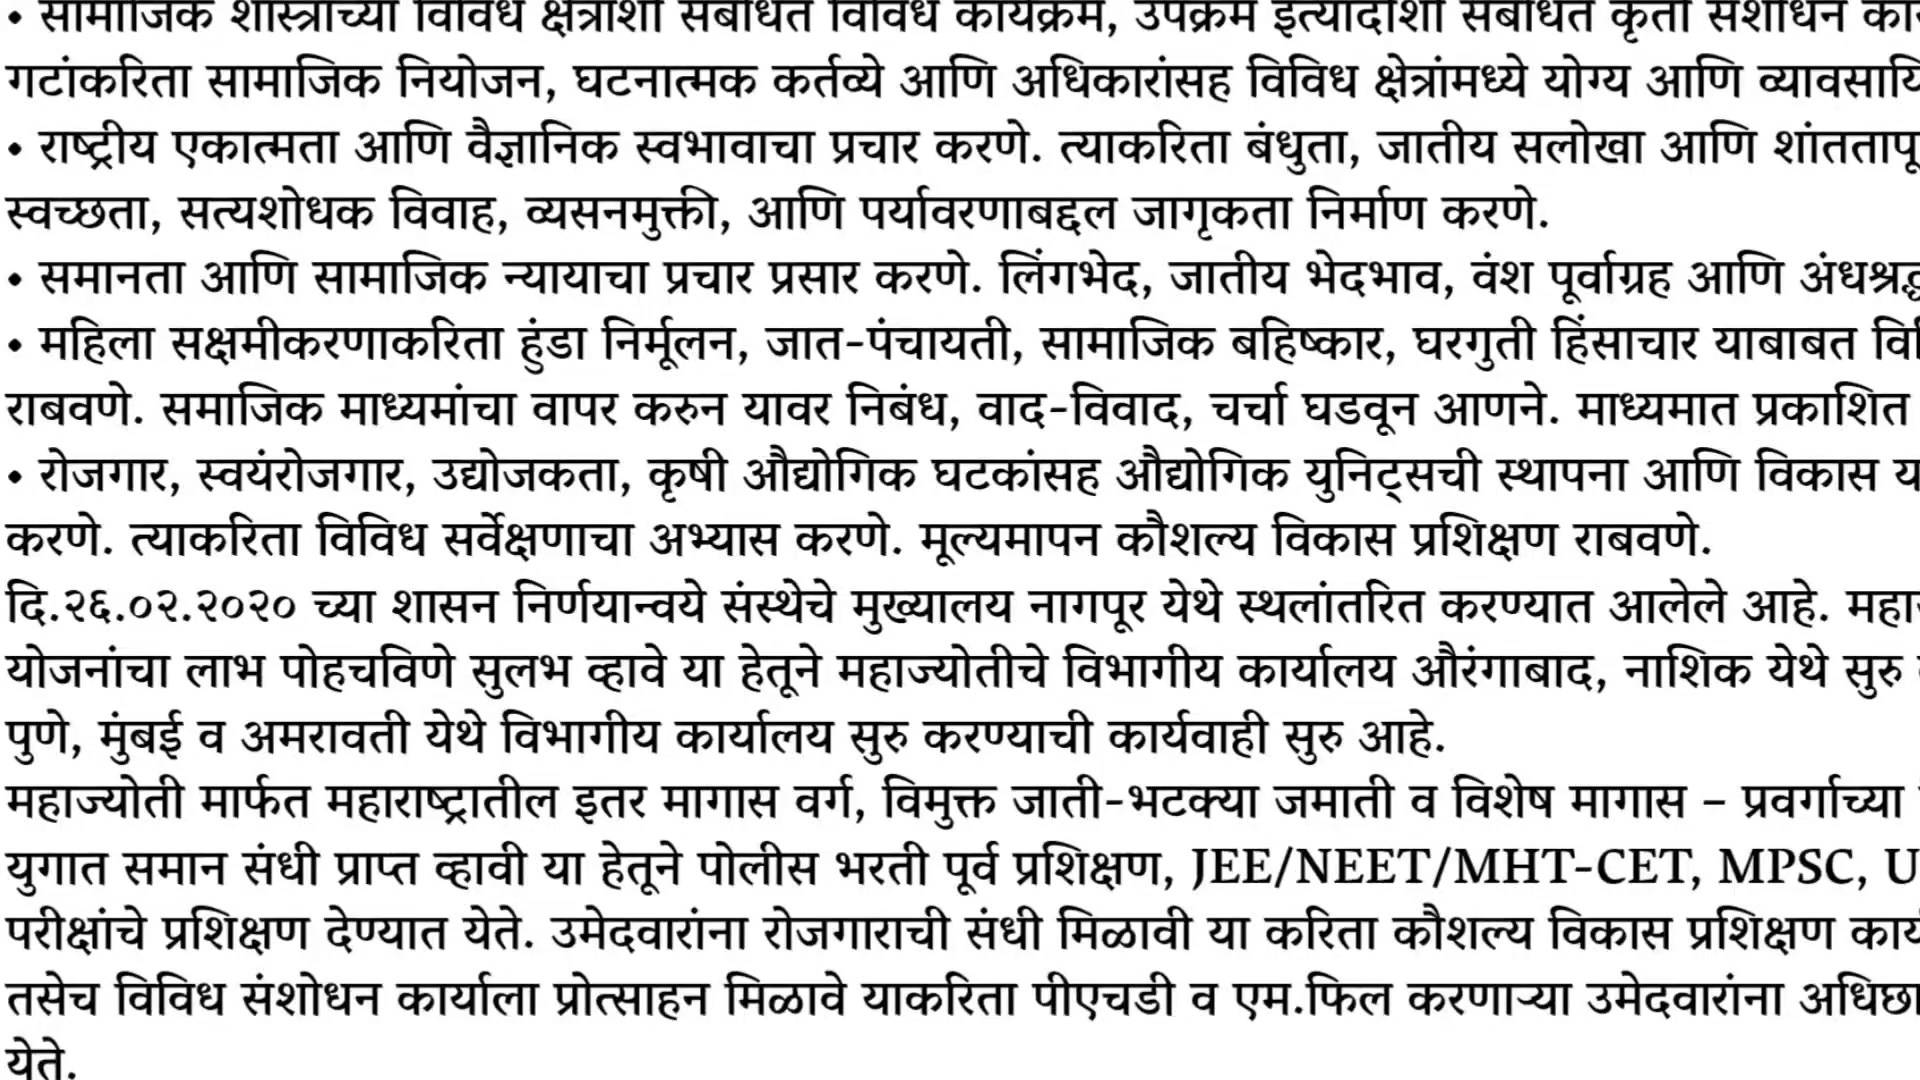 • सामाजिक शास्त्राच्या विविध क्षेत्राशी संबंधित विविध कार्यक्रम, उपक्रम इत्यादीशी संबंधित कृती संशोधन
गटांकरिता सामाजिक नियोजन, घटनात्मक कर्तव्ये आणि अधिकारांसह विविध क्षेत्रांमध्ये योग्य आणि
• राष्ट्रीय एकात्मता आणि वैज्ञानिक स्वभावाचा प्रचार करणे. त्याकरिता बंधुता, जातीय सलोखा आणि
स्वच्छता, सत्यशोधक विवाह, व्यसनमुक्ती, आणि पर्यावरणाबद्दल जागृकता निर्माण करणे.
• समानता आणि सामाजिक न्यायाचा प्रचार प्रसार करणे. लिंगभेद, जातीय भेदभाव, वंश पूर्वाग्रह आणि
• महिला सक्षमीकरणाकरिता हुंडा निर्मूलन, जात-पंचायती, सामाजिक बहिष्कार, घरगुती हिंसाचार याबाबत
राबवणे. समाजिक माध्यमांचा वापर करुन यावर निबंध, वाद-विवाद, चर्चा घडवून आणने. माध्यमात प्रकाशित
• रोजगार, स्वयंरोजगार, उद्योजकता, कृषी औद्योगिक घटकांसह औद्योगिक युनिट्सची स्थापना आणि विकास
करणे. त्याकरिता विविध सर्वेक्षणाचा अभ्यास करणे. मूल्यमापन कौशल्य विकास प्रशिक्षण राबवणे.
दि.२६.०२.२०२० च्या शासन निर्णयान्वये संस्थेचे मुख्यालय नागपूर येथे स्थलांतरित करण्यात आलेले आहे.
योजनांचा लाभ पोहचविणे सुलभ व्हावे या हेतूने महाज्योतीचे विभागीय कार्यालय औरंगाबाद, नाशिक येथे सुरु
पुणे, मुंबई व अमरावती येथे विभागीय कार्यालय सुरु करण्याची कार्यवाही सुरु आहे.
महाज्योती मार्फत महाराष्ट्रातील इतर मागास वर्ग, विमुक्त जाती-भटक्या जमाती व विशेष मागास – प्रवर्गाच्या
युगात समान संधी प्राप्त व्हावी या हेतूने पोलीस भरती पूर्व प्रशिक्षण, JEE/NEET/MHT-CET, MPSC,
परीक्षांचे प्रशिक्षण देण्यात येते. उमेदवारांना रोजगाराची संधी मिळावी या करिता कौशल्य विकास प्रशिक्षण
तसेच विविध संशोधन कार्याला प्रोत्साहन मिळावे याकरिता पीएचडी व एम.फिल करणाऱ्या उमेदवारांना
येते.